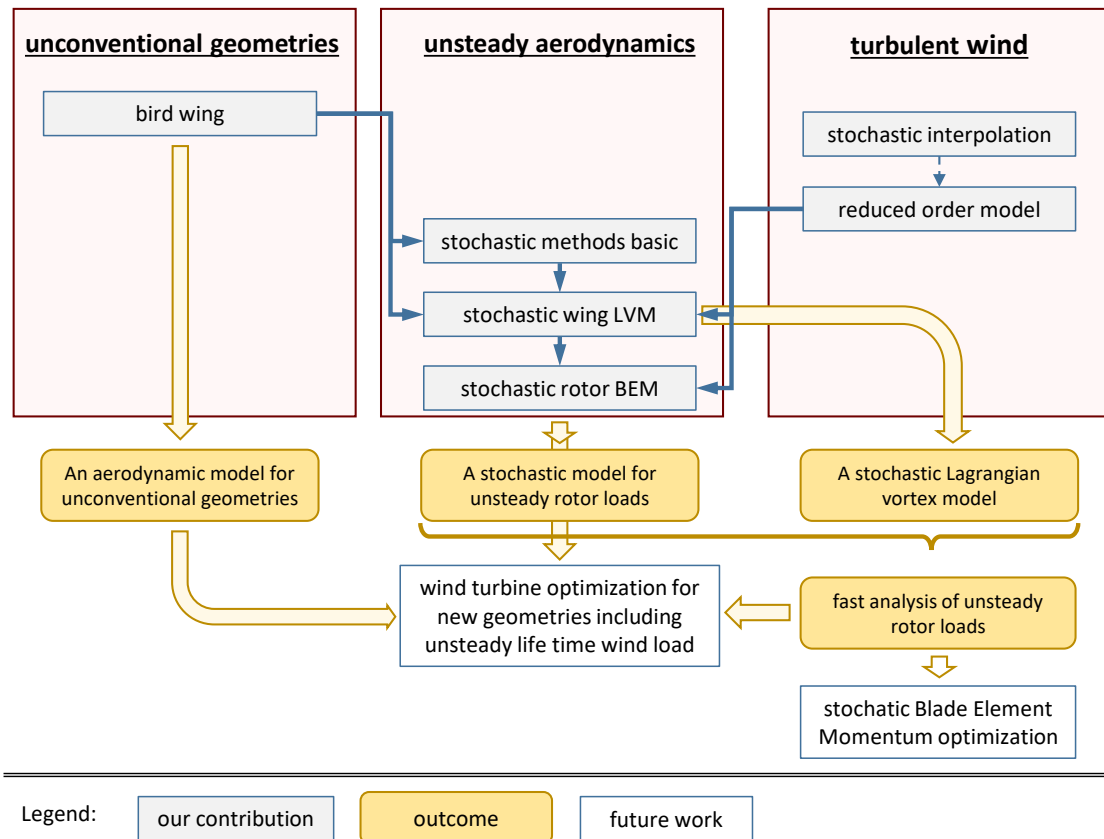 unconventional geometries
unsteady aerodynamics
turbulent wind
bird wing
stochastic interpolation
reduced order model
stochastic methods basic
stochastic wing LVM
stochastic rotor BEM
An aerodynamic model for
unconventional geometries
A stochastic model for
unsteady rotor loads
A stochastic Lagrangian
vortex model
wind turbine optimization for
new geometries including
unsteady life time wind load
fast analysis of unsteady
rotor loads
stochatic Blade Element
Momentum optimization
Legend:
our contribution
outcome
future work